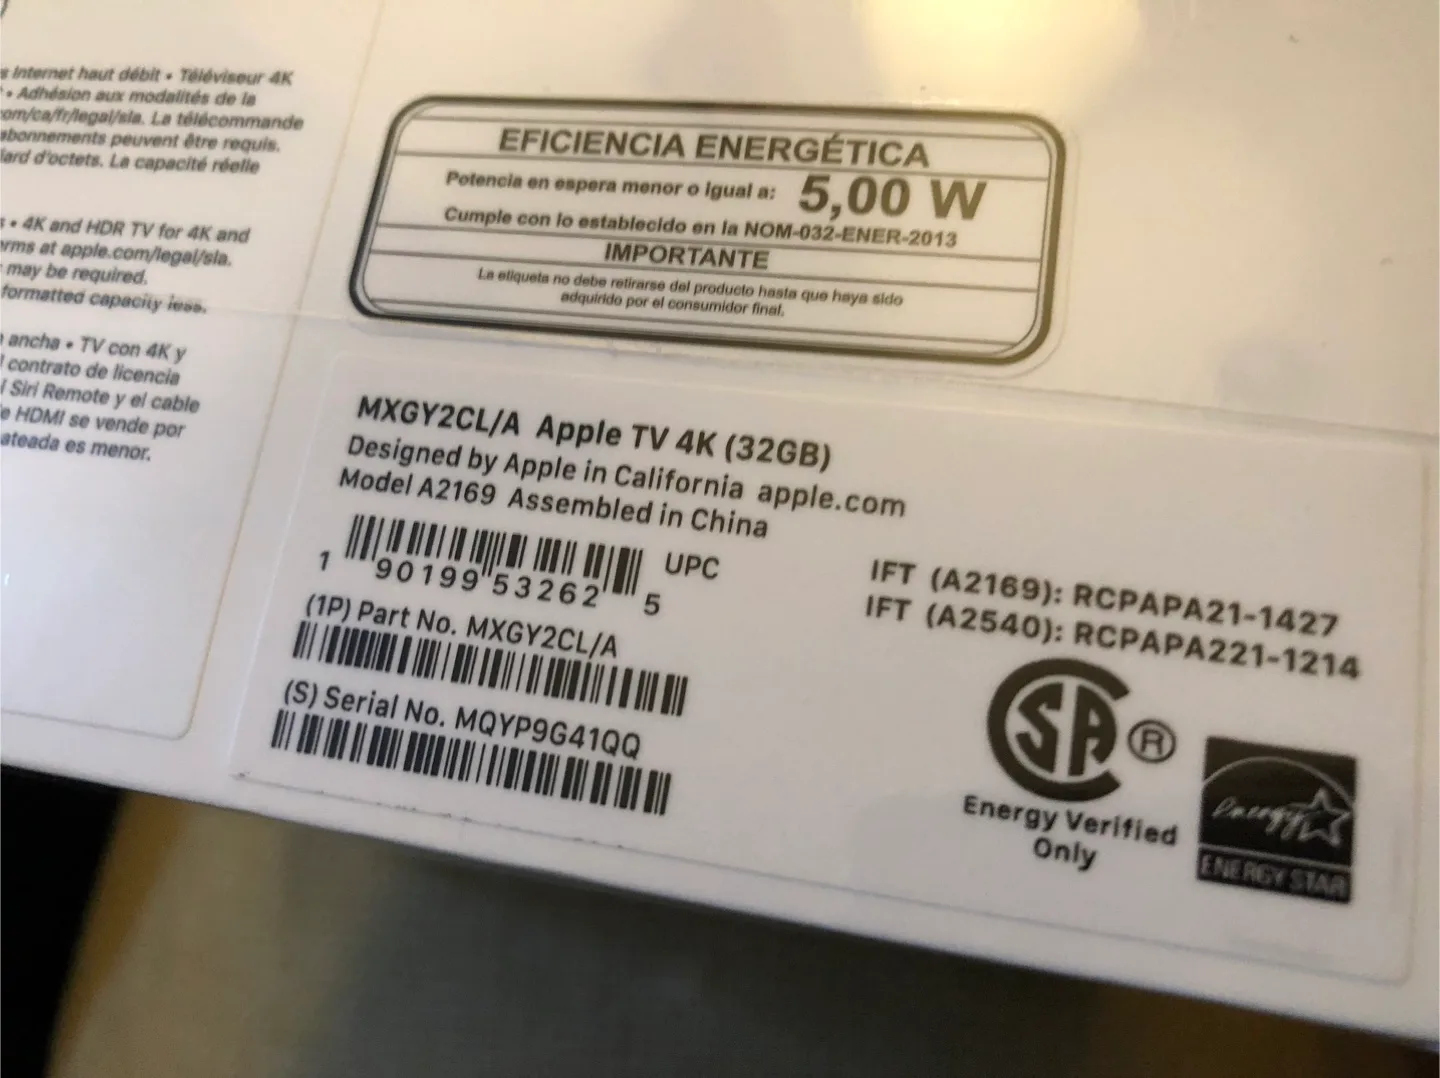 s Internet haut débit • Téléviseur 4K
• Adhésion aux modalités de la
com/ca/fr/legal/sla. La télécommande
abonnements peuvent être requis.
iard d'octets. La capacité réelle
s • 4K and HDR TV for 4K and
erms at apple.com/legal/sla.
may be required.
formatted capacity less.
ancha • TV con 4K y
l contrato de licencia
l Siri Remote y el cable
e HDMI se vende por
ateada es menor.
EFICIENCIA ENERGÉTICA
Potencia en espera menor o igual a: 5,00 W
Cumple con lo establecido en la NOM-032-ENER-2013
IMPORTANTE
La etiqueta no debe retirarse del producto hasta que haya sido
adquirido por el consumidor final.
MXGY2CL/A Apple TV 4K (32GB)
Designed by Apple in California apple.com
Model A2169 Assembled in China
UPC
1 90199 53262 5
(1P) Part No. MXGY2CL/A
(S) Serial No. MQYP9G41QQ
IFT (A2169): RCPAPA21-1427
IFT (A2540): RCPAPA221-1214
SA ®
Energy Verified
Only
Energy
ENERGY STAR